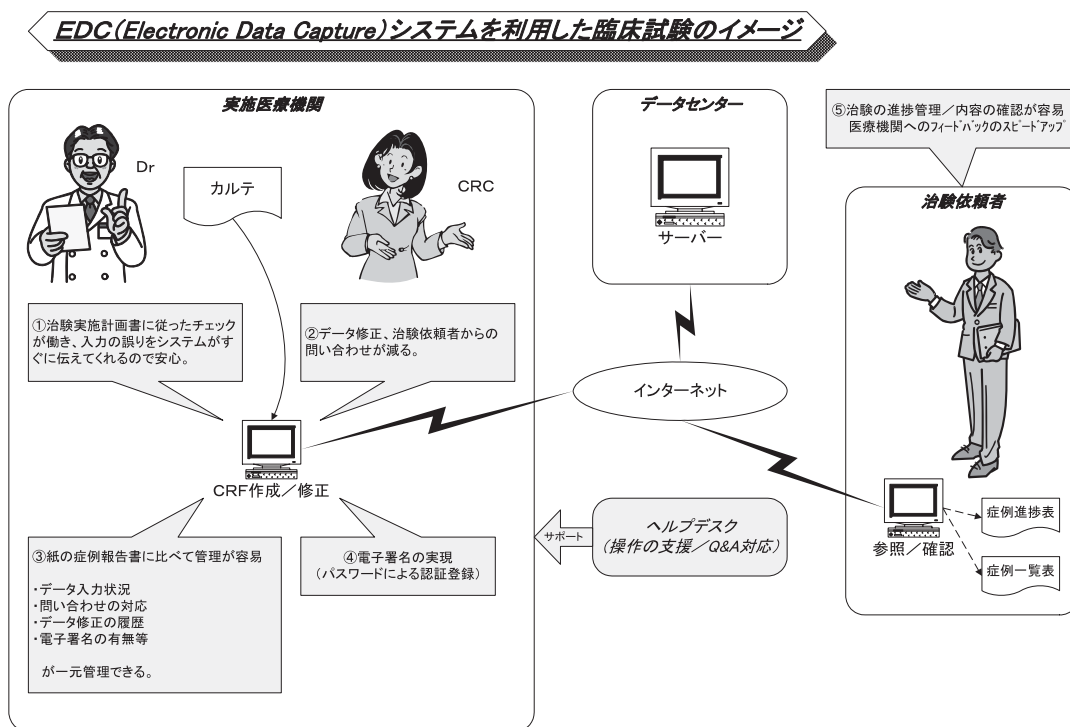 EDC(Electronic Data Capture)システムを利用した臨床試験のイメージ
実施医療機関
Dr
カルテ
CRC
①治験実施計画書に従ったチェック
が働き、入力の誤りをシステムがす
ぐに伝えてくれるので安心。
②データ修正、治験依頼者からの
問い合わせが減る。
CRF作成／修正
③紙の症例報告書に比べて管理が容易
・データ入力状況
・問い合わせの対応
・データ修正の履歴
・電子署名の有無等
が一元管理できる。
④電子署名の実現
(パスワードによる認証登録)
データセンター
サーバー
インターネット
サポート
ヘルプデスク
(操作の支援／Q&A対応)
⑤治験の進捗管理／内容の確認が容易
医療機関へのフィードバックのスピードアップ
治験依頼者
参照／確認
症例進捗表
症例一覧表